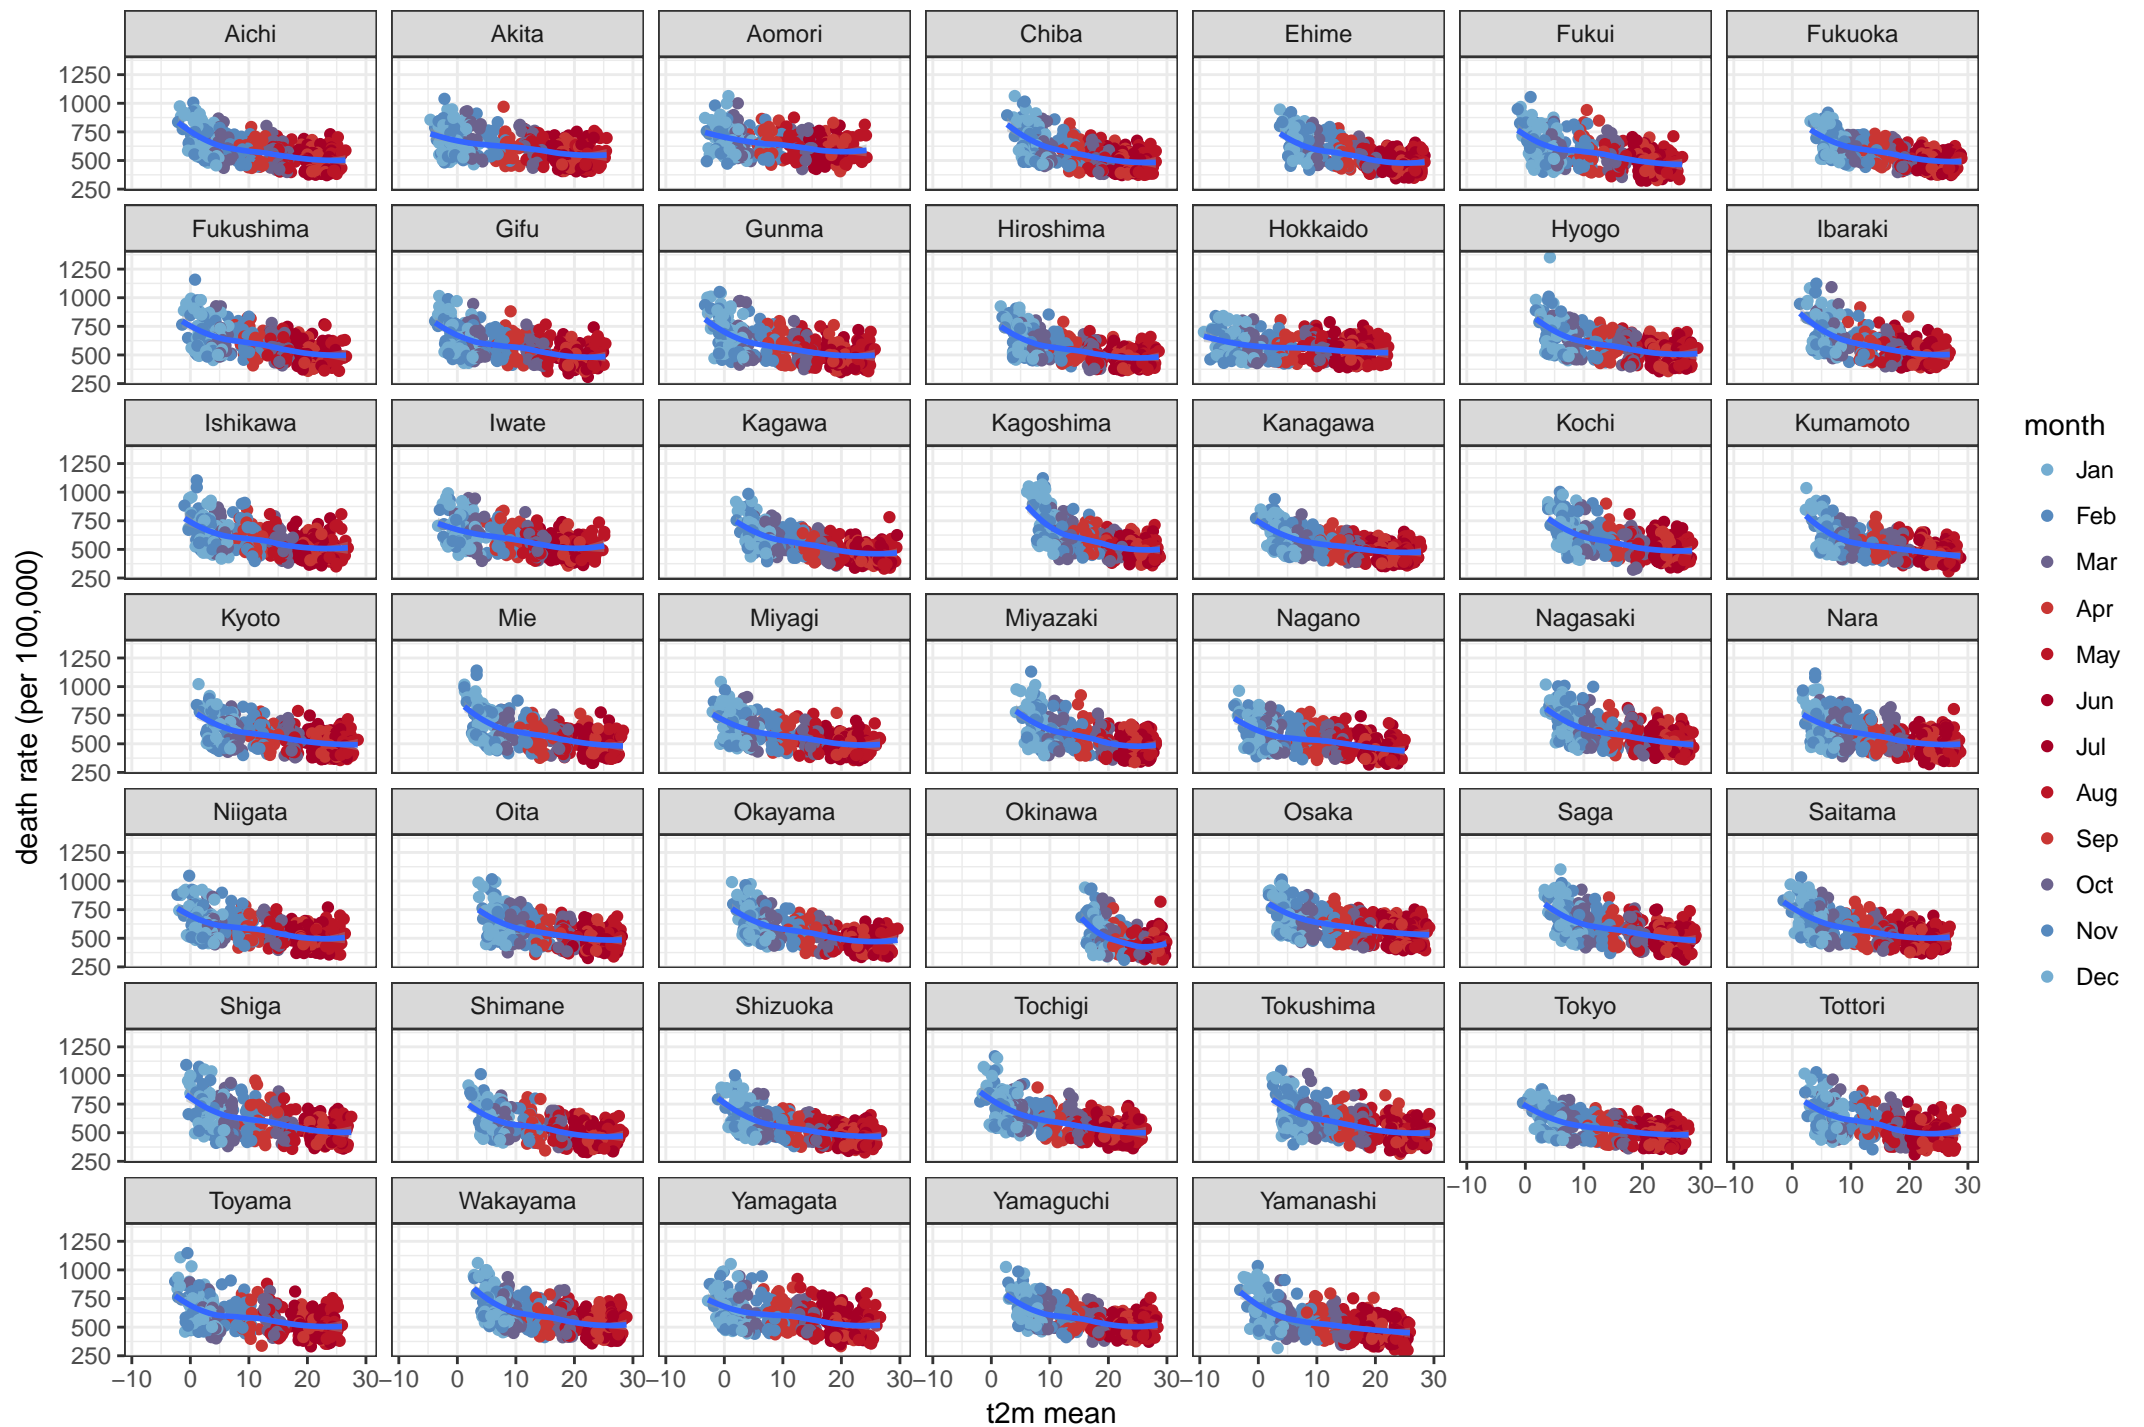 Aichi Akita Aomori Chiba Ehime Fukui Fukuoka
1250
1000
750
500
250
Fukushima Gifu Gunma Hiroshima Hokkaido Hyogo Ibaraki
1250
1000
750
500
250
Ishikawa Iwate Kagawa Kagoshima Kanagawa Kochi Kumamoto
1250
1000
750
500
250
Kyoto Mie Miyagi Miyazaki Nagano Nagasaki Nara
1250
1000
750
500
250
Niigata Oita Okayama Okinawa Osaka Saga Saitama
1250
1000
750
500
250
Shiga Shimane Shizuoka Tochigi Tokushima Tokyo Tottori
1250
1000
750
500
250
−10 0 10 20 30 −10 0 10 20 30
Toyama Wakayama Yamagata Yamaguchi Yamanashi
1250
1000
750
500
250
−10 0 10 20 30 −10 0 10 20 30 −10 0 10 20 30 −10 0 10 20 30 −10 0 10 20 30
t2m mean
death rate (per 100,000)
month
Jan
Feb
Mar
Apr
May
Jun
Jul
Aug
Sep
Oct
Nov
Dec